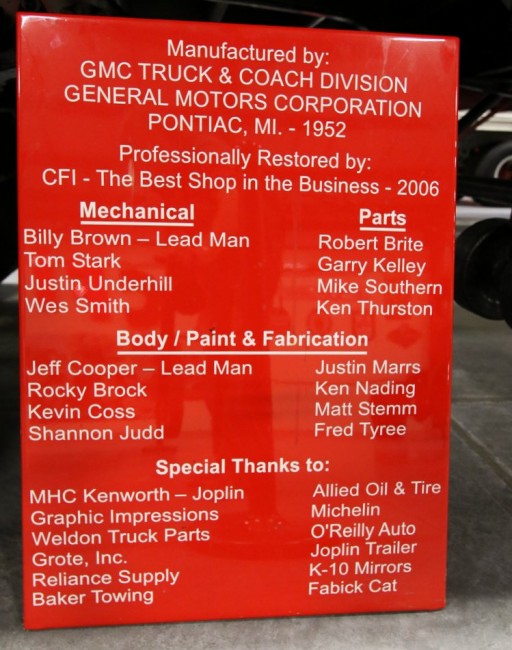 Manufactured by:
GMC TRUCK & COACH DIVISION
GENERAL MOTORS CORPORATION
PONTIAC, MI. - 1952
Professionally Restored by:
CFI - The Best Shop in the Business - 2006
Mechanical
Billy Brown – Lead Man
Tom Stark
Justin Underhill
Wes Smith
Parts
Robert Brite
Garry Kelley
Mike Southern
Ken Thurston
Body / Paint & Fabrication
Jeff Cooper – Lead Man
Rocky Brock
Kevin Coss
Shannon Judd
Justin Marrs
Ken Nading
Matt Stemm
Fred Tyree
Special Thanks to:
MHC Kenworth – Joplin
Graphic Impressions
Weldon Truck Parts
Grote, Inc.
Reliance Supply
Baker Towing
Allied Oil & Tire
Michelin
O'Reilly Auto
Joplin Trailer
K-10 Mirrors
Fabick Cat